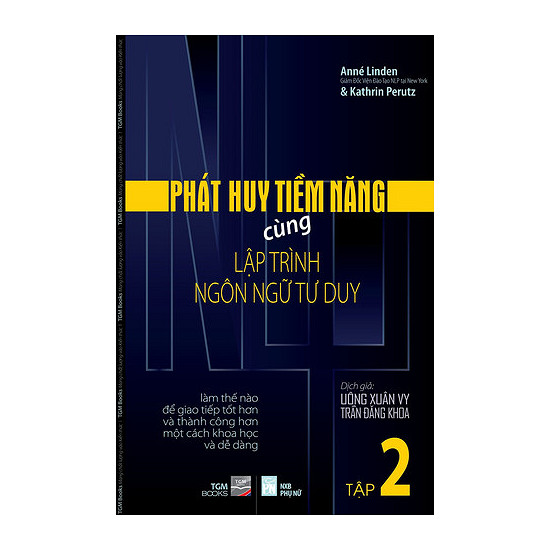 Anné Linden
Giám Đốc Viện Đào Tạo NLP tại New York
& Kathrin Perutz
PHÁT HUY TIỀM NĂNG
cùng
LẬP TRÌNH
NGÔN NGỮ TƯ DUY
làm thế nào
để giao tiếp tốt hơn
và thành công hơn
một cách khoa học
và dễ dàng
Dịch giả:
UÔNG XUÂN VY
TRẦN ĐĂNG KHOA
TGM
BOOKS
TGM
PN
NXB
PHỤ NỮ
TẬP 2